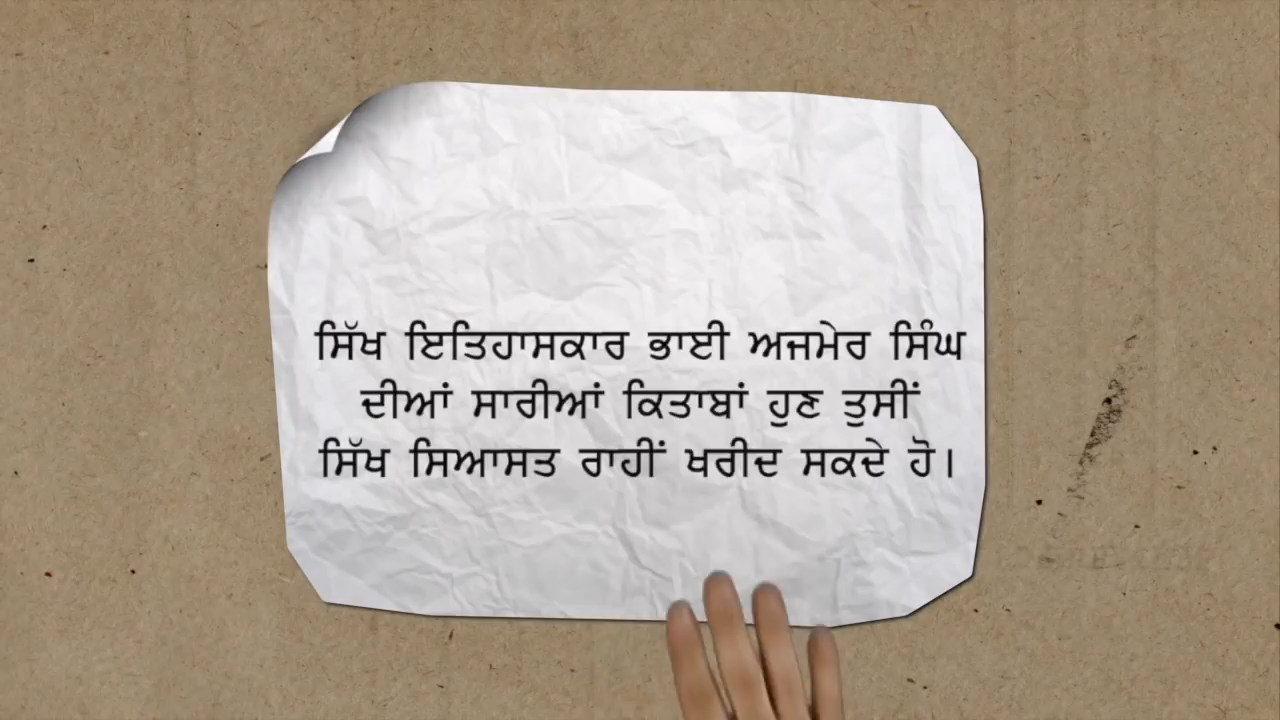 ਸਿੱਖ ਇਤਿਹਾਸਕਾਰ ਭਾਈ ਅਜਮੇਰ ਸਿੰਘ
ਦੀਆਂ ਸਾਰੀਆਂ ਕਿਤਾਬਾਂ ਹੁਣ ਤੁਸੀਂ
ਸਿੱਖ ਸਿਆਸਤ ਰਾਹੀਂ ਖਰੀਦ ਸਕਦੇ ਹੋ।